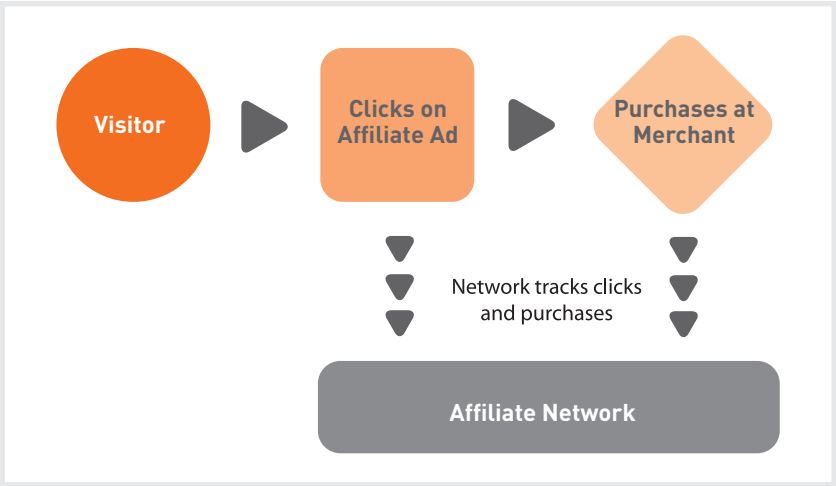 Visitor
Clicks on
Affiliate Ad
Purchases at
Merchant
Network tracks clicks
and purchases
Affiliate Network